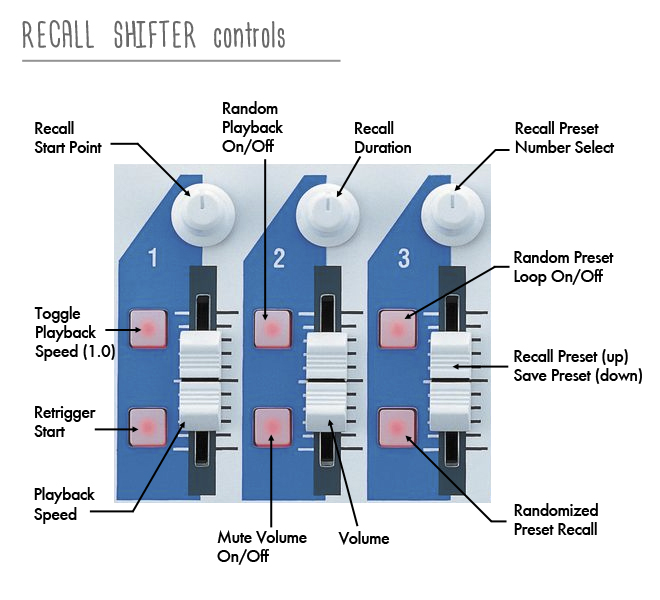 RECALL SHIFTER controls
Random
Playback
On/Off
Recall
Start Point
Recall
Duration
Recall Preset
Number Select
1
2
3
Random Preset
Loop On/Off
Toggle
Playback
Speed (1.0)
Recall Preset (up)
Save Preset (down)
Retrigger
Start
Playback
Speed
Randomized
Preset Recall
Mute Volume
On/Off
Volume